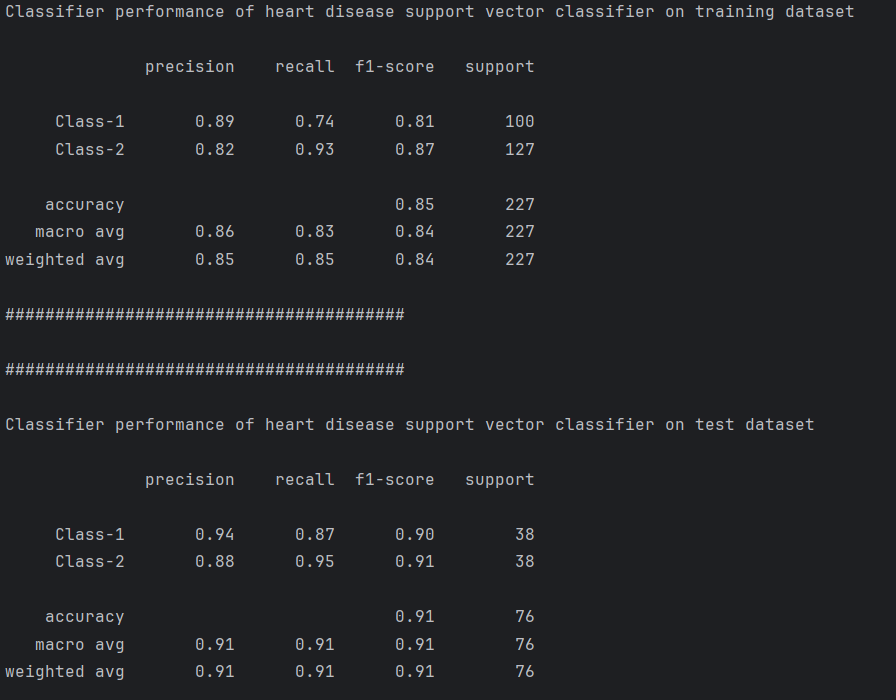 Classifier performance of heart disease support vector classifier on training dataset
precision recall f1-score support
Class-1 0.89 0.74 0.81 100
Class-2 0.82 0.93 0.87 127
accuracy 0.85 227
macro avg 0.86 0.83 0.84 227
weighted avg 0.85 0.85 0.84 227
########################################
########################################
Classifier performance of heart disease support vector classifier on test dataset
precision recall f1-score support
Class-1 0.94 0.87 0.90 38
Class-2 0.88 0.95 0.91 38
accuracy 0.91 76
macro avg 0.91 0.91 0.91 76
weighted avg 0.91 0.91 0.91 76